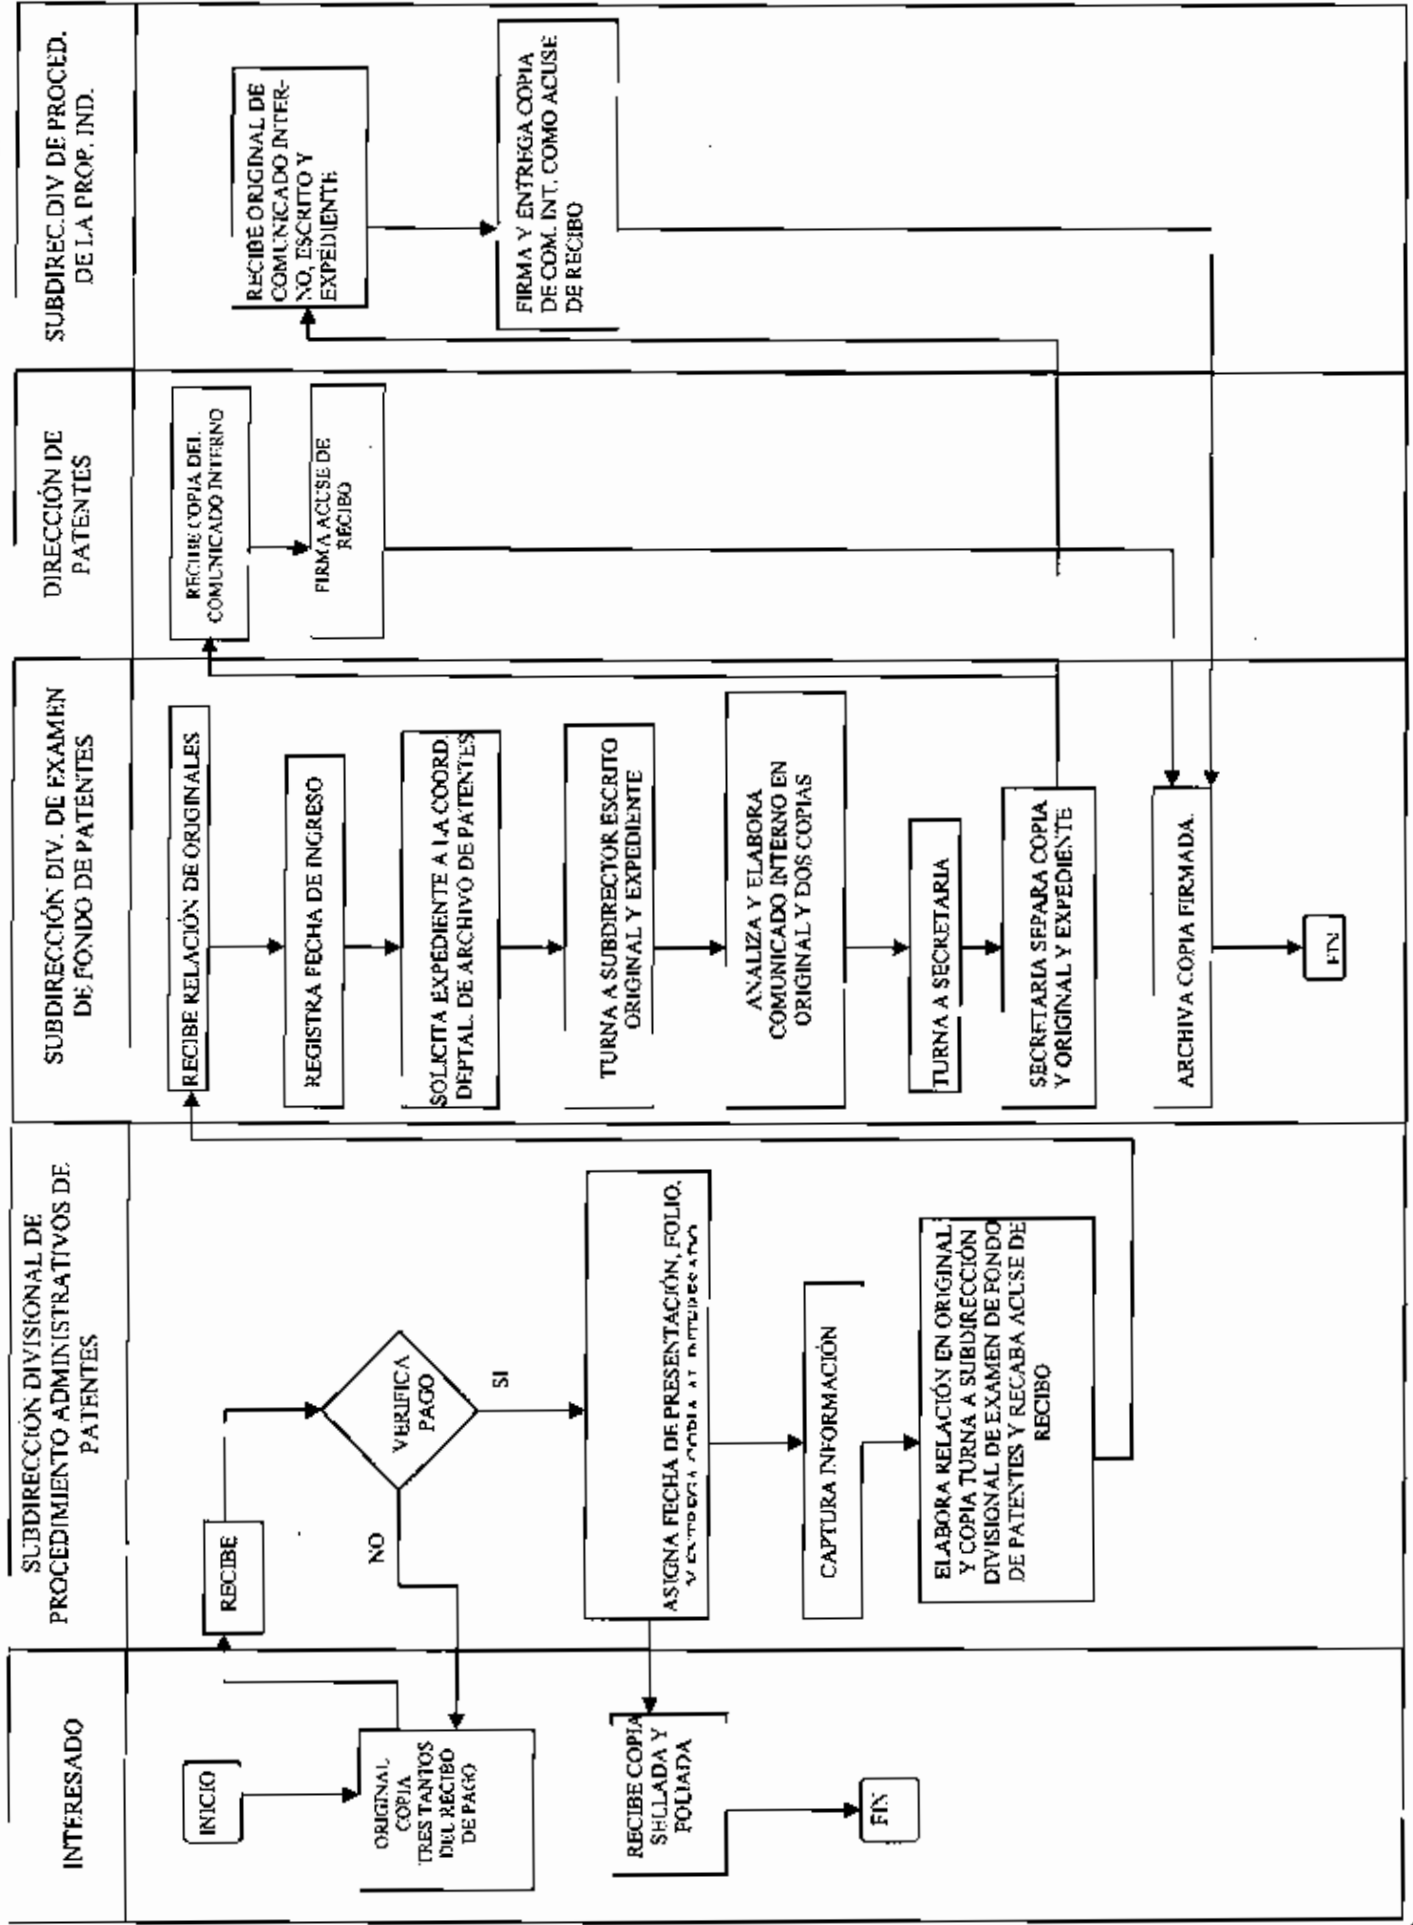 INTERESADO
INICIO
ORIGINAL
COPIA
TRES TANTOS
DEL RECIBO
DE PAGO
RECIBE COPIA
SELLADA Y
FOLIADA
FIN
SUBDIRECCIÓN DIVISIONAL DE
PROCEDIMIENTO ADMINISTRATIVOS DE
PATENTES
RECIBE
VERIFICA
PAGO
NO
SI
ASIGNA FECHA DE PRESENTACIÓN, FOLIO,
Y ENTREGA COPIA AL INTERESADO
CAPTURA INFORMACIÓN
ELABORA RELACIÓN EN ORIGINAL
Y COPIA TURNA A SUBDIRECCIÓN
DIVISIONAL DE EXAMEN DE FONDO
DE PATENTES Y RECABA ACUSE DE
RECIBO
SUBDIRECCIÓN DIV. DE EXAMEN
DE FONDO DE PATENTES
RECIBE RELACIÓN DE ORIGINALES
REGISTRA FECHA DE INGRESO
SOLICITA EXPEDIENTE A LA COORD.
DEPTAL. DE ARCHIVO DE PATENTES
TURNA A SUBDIRECTOR ESCRITO
ORIGINAL Y EXPEDIENTE
ANALIZA Y ELABORA
COMUNICADO INTERNO EN
ORIGINAL Y DOS COPIAS
TURNA A SECRETARIA
SECRETARIA SEPARA COPIA
Y ORIGINAL Y EXPEDIENTE
ARCHIVA COPIA FIRMADA.
FIN
DIRECCIÓN DE
PATENTES
RECIBE COPIA DEL
COMUNICADO INTERNO
FIRMA ACUSE DE
RECIBO
SUBDIREC.DIV DE PROCED.
DE LA PROP. IND.
RECIBE ORIGINAL DE
COMUNICADO INTER-
NO, ESCRITO Y
EXPEDIENTE
FIRMA Y ENTREGA COPIA
DE COM. INT. COMO ACUSE
DE RECIBO